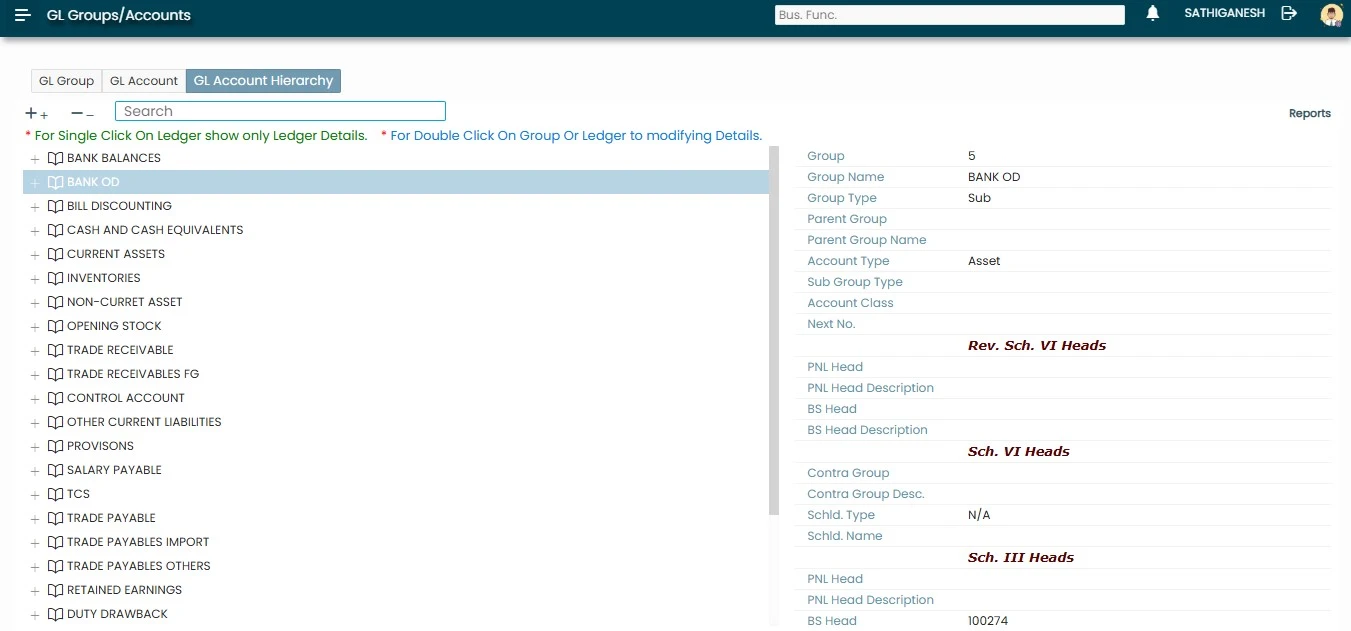 GL Groups/Accounts
Bus. Func.
SATHIGANESH
GL Group
GL Account
GL Account Hierarchy
Search
Reports
* For Single Click On Ledger show only Ledger Details. * For Double Click On Group Or Ledger to modifying Details.
BANK BALANCES
BANK OD
BILL DISCOUNTING
CASH AND CASH EQUIVALENTS
CURRENT ASSETS
INVENTORIES
NON-CURRET ASSET
OPENING STOCK
TRADE RECEIVABLE
TRADE RECEIVABLES FG
CONTROL ACCOUNT
OTHER CURRENT LIABILITIES
PROVISONS
SALARY PAYABLE
TCS
TRADE PAYABLE
TRADE PAYABLES IMPORT
TRADE PAYABLES OTHERS
RETAINED EARNINGS
DUTY DRAWBACK
Group 5
Group Name BANK OD
Group Type Sub
Parent Group
Parent Group Name
Account Type Asset
Sub Group Type
Account Class
Next No.
Rev. Sch. VI Heads
PNL Head
PNL Head Description
BS Head
BS Head Description
Sch. VI Heads
Contra Group
Contra Group Desc.
Schld. Type N/A
Schld. Name
Sch. III Heads
PNL Head
PNL Head Description
BS Head 100274